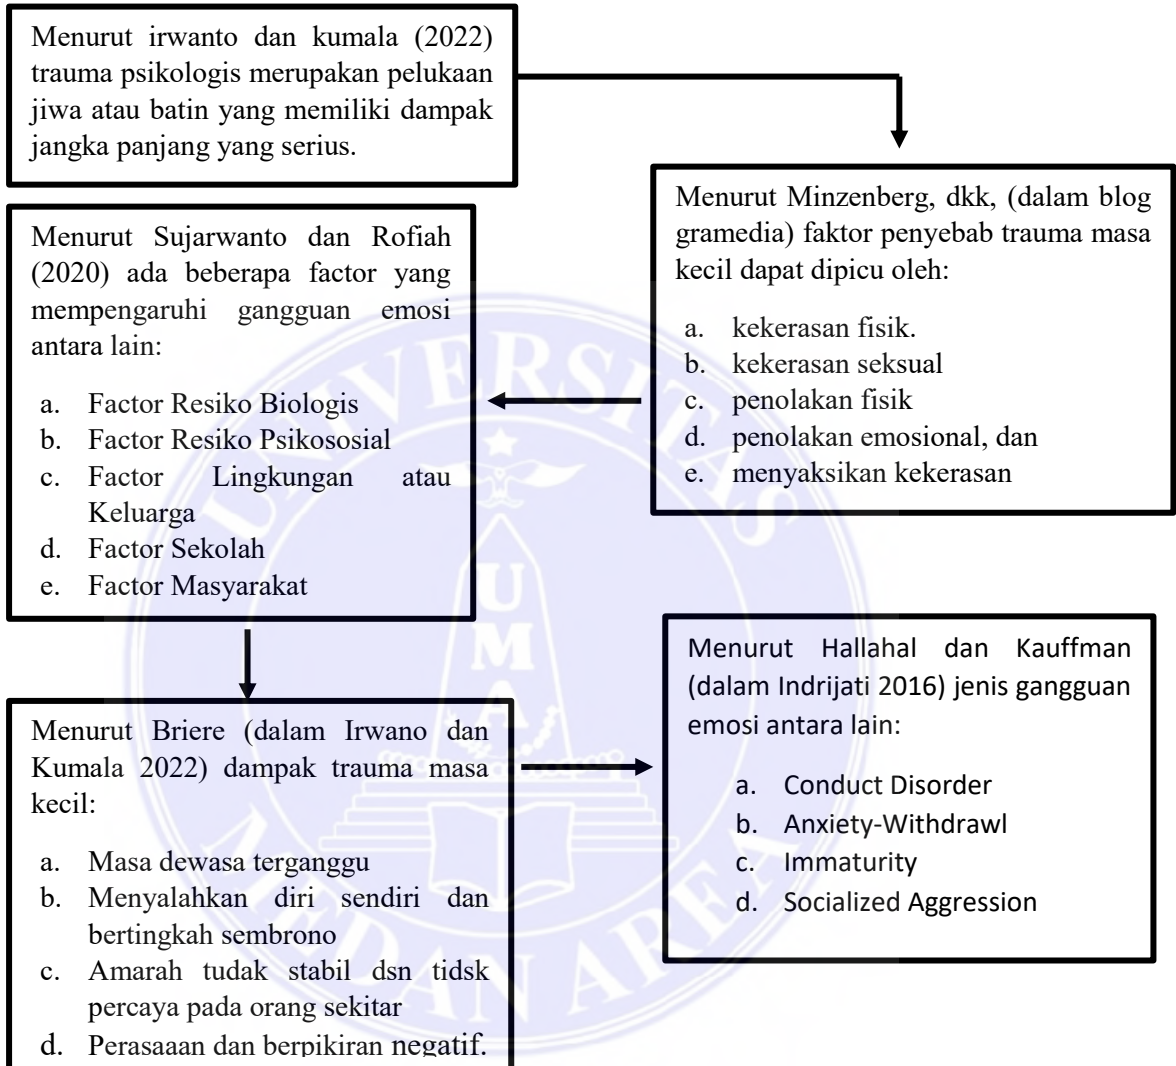 Menurut irwanto dan kumala (2022)
trauma psikologis merupakan pelukaan
jiwa atau batin yang memiliki dampak
jangka panjang yang serius.
Menurut Minzenberg, dkk, (dalam blog
gramedia) faktor penyebab trauma masa
kecil dapat dipicu oleh:
a. kekerasan fisik.
b. kekerasan seksual
c. penolakan fisik
d. penolakan emosional, dan
e. menyaksikan kekerasan
Menurut Sujarwanto dan Rofiah
(2020) ada beberapa factor yang
mempengaruhi gangguan emosi
antara lain:
a. Factor Resiko Biologis
b. Factor Resiko Psikososial
c. Factor Lingkungan atau
Keluarga
d. Factor Sekolah
e. Factor Masyarakat
Menurut Briere (dalam Irwano dan
Kumala 2022) dampak trauma masa
kecil:
a. Masa dewasa terganggu
b. Menyalahkan diri sendiri dan
bertingkah sembrono
c. Amarah tudak stabil dsn tidsk
percaya pada orang sekitar
d. Perasaaan dan berpikiran negatif.
Menurut Hallahal dan Kauffman
(dalam Indrijati 2016) jenis gangguan
emosi antara lain:
a. Conduct Disorder
b. Anxiety-Withdrawl
c. Immaturity
d. Socialized Aggression
UNIVERSITAS
MEDAN AREA
U
M
A